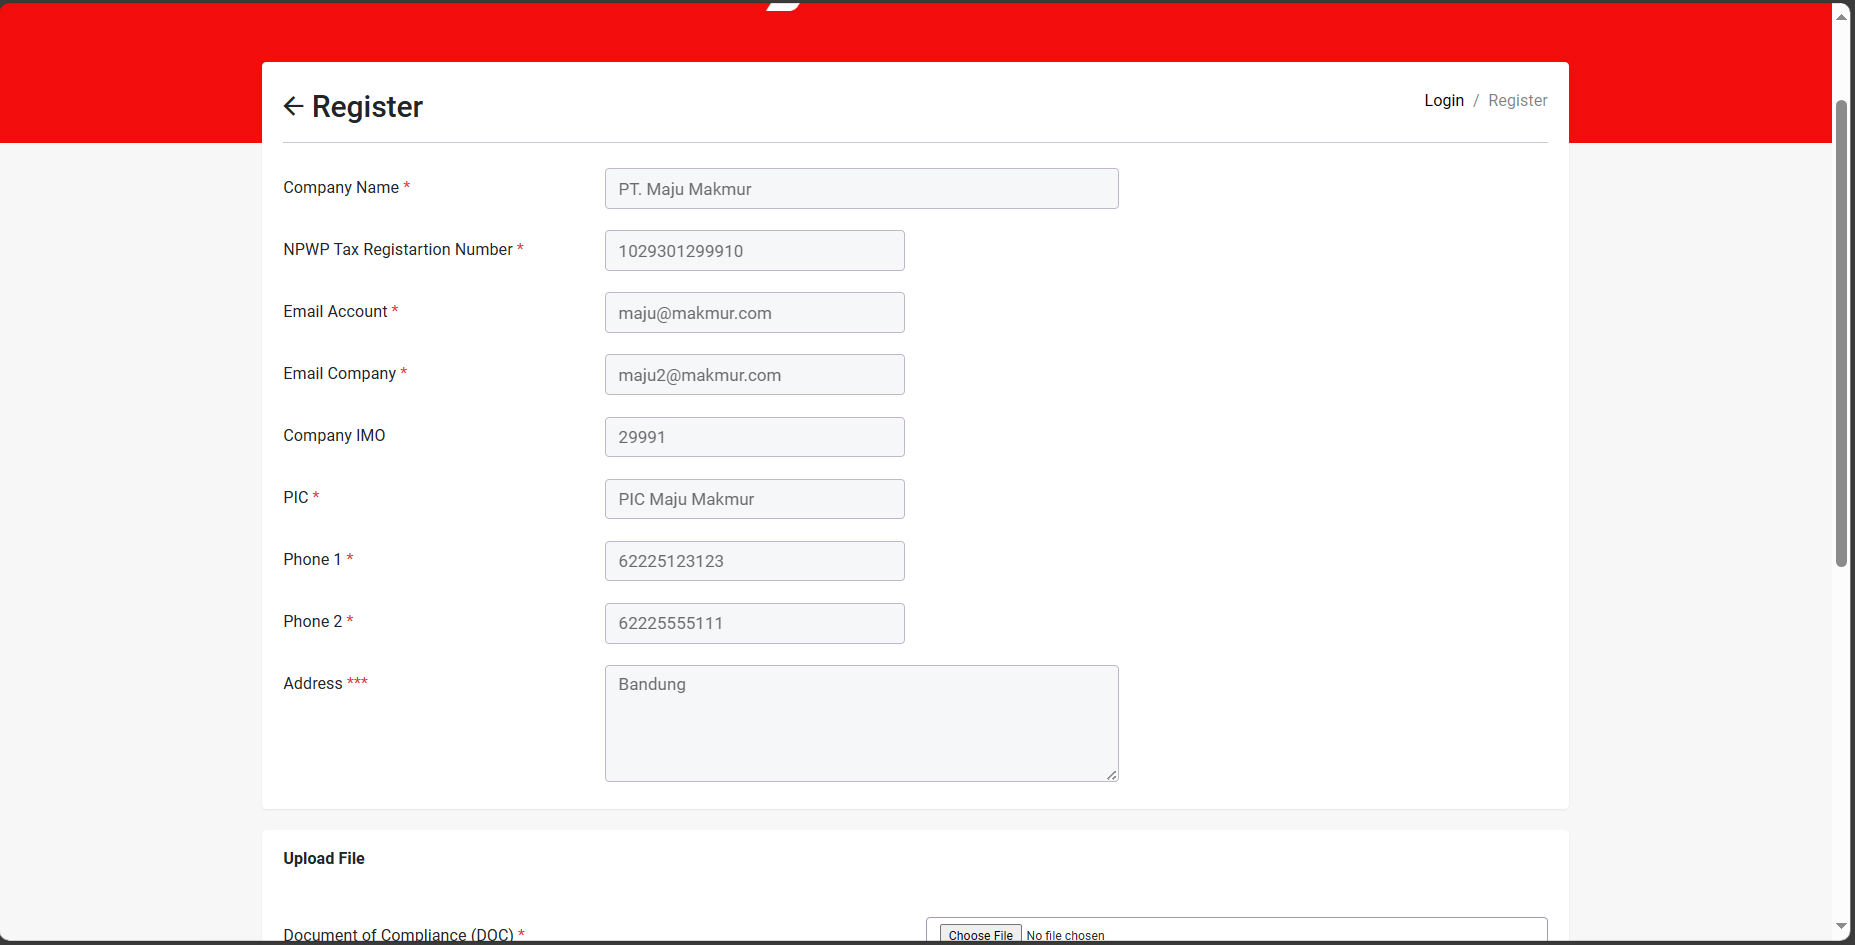 Register
Login / Register
Company Name *
PT. Maju Makmur
NPWP Tax Registartion Number *
1029301299910
Email Account *
maju@makmur.com
Email Company *
maju2@makmur.com
Company IMO
29991
PIC *
PIC Maju Makmur
Phone 1 *
62225123123
Phone 2 *
62225555111
Address ***
Bandung
Upload File
Document of Compliance (DOC) *
Choose File No file chosen